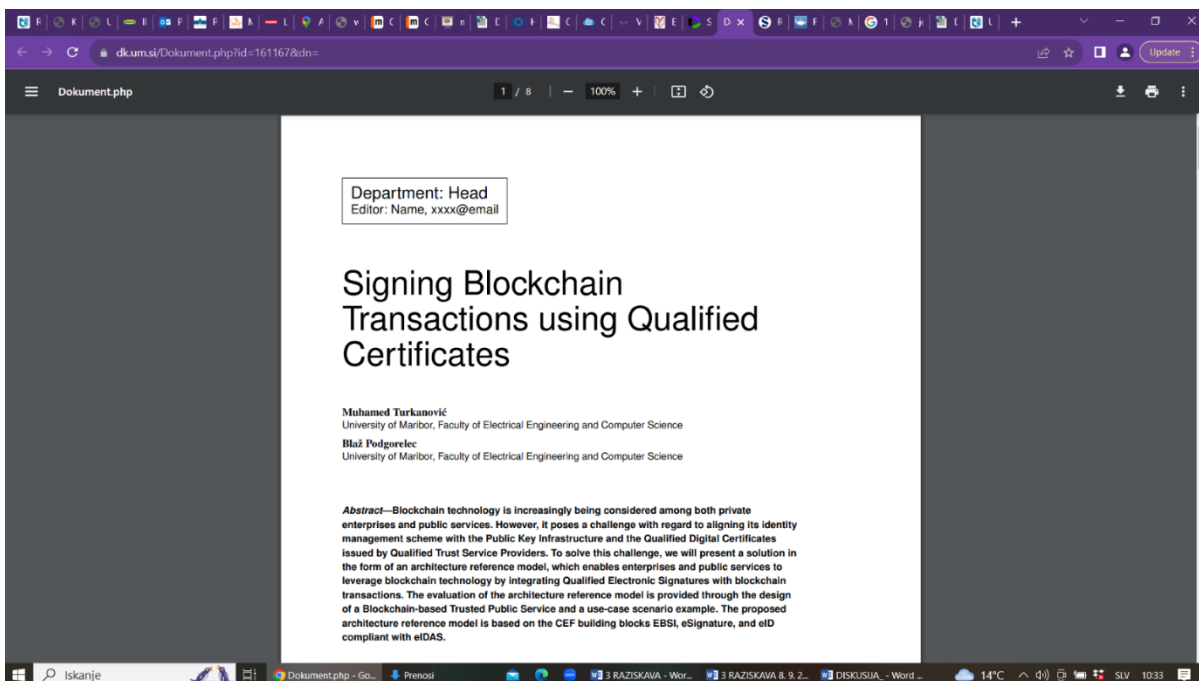 dk.um.si/Dokument.php?id=161167&dn=
Update
Dokument.php
1 / 8
100%
Department: Head
Editor: Name, xxxx@email
Signing Blockchain
Transactions using Qualified
Certificates
Muhamed Turkanović
University of Maribor, Faculty of Electrical Engineering and Computer Science
Blaž Podgorelec
University of Maribor, Faculty of Electrical Engineering and Computer Science
Abstract—Blockchain technology is increasingly being considered among both private
enterprises and public services. However, it poses a challenge with regard to aligning its identity
management scheme with the Public Key Infrastructure and the Qualified Digital Certificates
issued by Qualified Trust Service Providers. To solve this challenge, we will present a solution in
the form of an architecture reference model, which enables enterprises and public services to
leverage blockchain technology by integrating Qualified Electronic Signatures with blockchain
transactions. The evaluation of the architecture reference model is provided through the design
of a Blockchain-based Trusted Public Service and a use-case scenario example. The proposed
architecture reference model is based on the CEF building blocks EBSI, eSignature, and eID
compliant with eIDAS.
Iskanje
Dokument.php - Go...
Prenosi
3 RAZISKAVA - Wor...
3 RAZISKAVA 8. 9. 2...
DISKUSIJA_ - Word ...
14°C
SLV
10:33